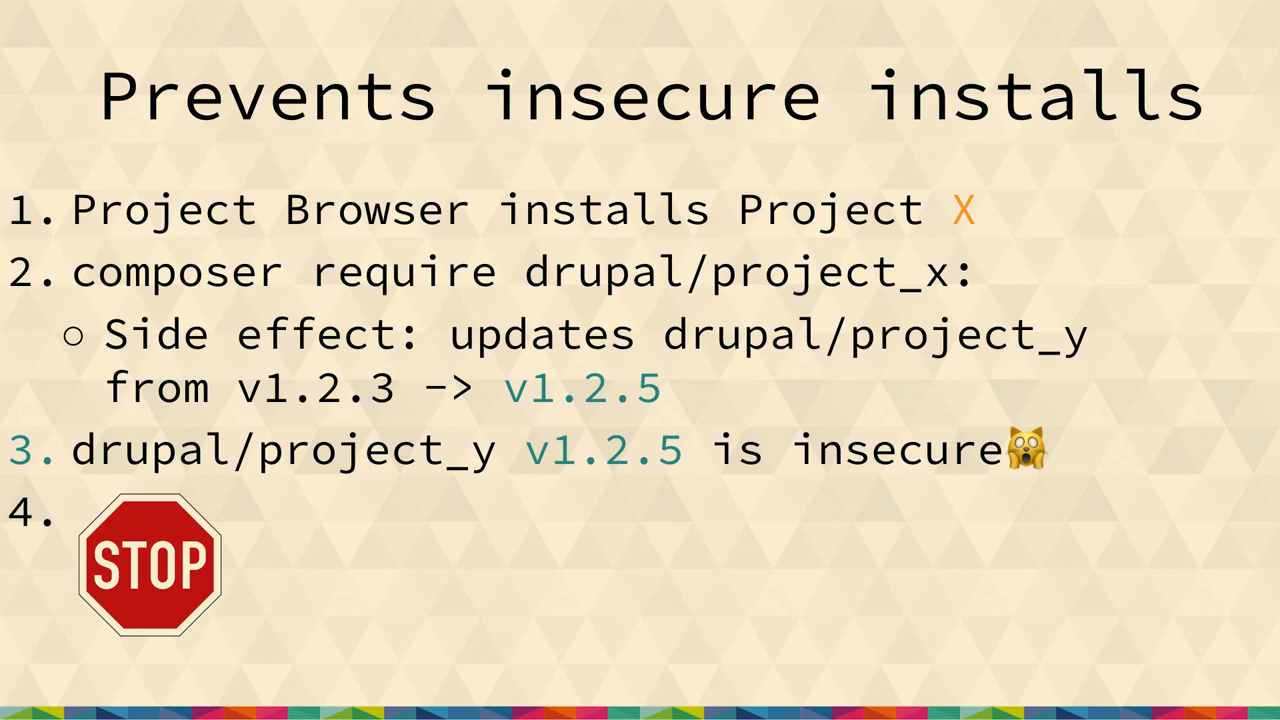 Prevents insecure installs
1. Project Browser installs Project X
2. composer require drupal/project_x:
○ Side effect: updates drupal/project_y
from v1.2.3 -> v1.2.5
3. drupal/project_y v1.2.5 is insecure🙀
4.
STOP